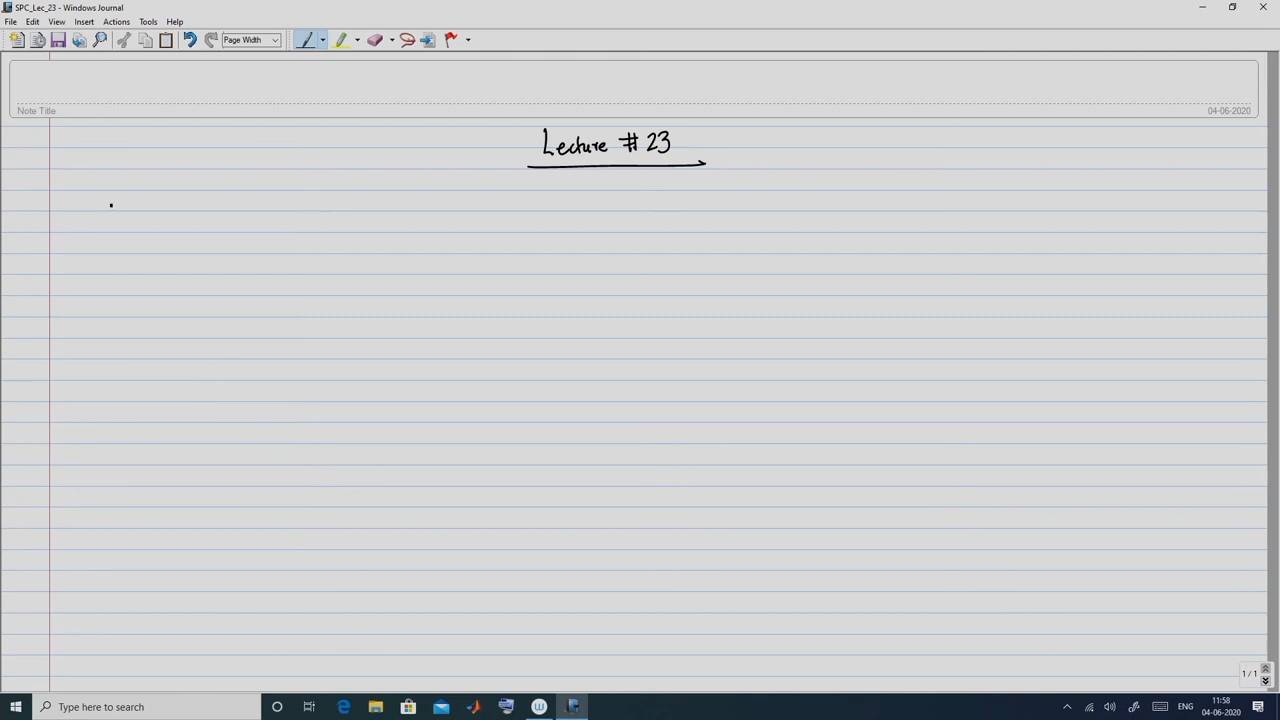 SPC_Lec_23 - Windows Journal
File Edit View Insert Actions Tools Help
Page Width
Note Title
04-06-2020
Lecture # 23
1/1
Type here to search
ENG
11:58
04-06-2020